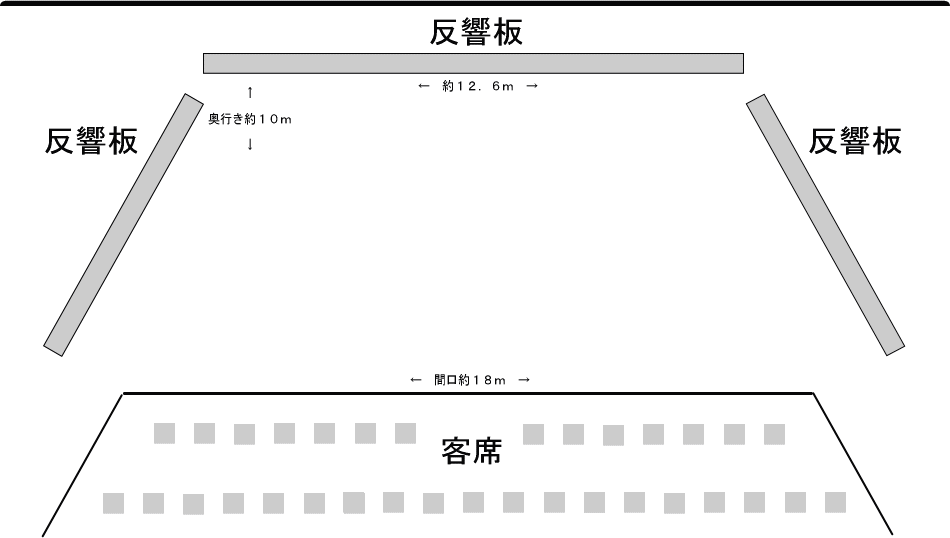 反響板
← 約１２．６ｍ →
↑
奥行き約１０ｍ
↓
反響板
反響板
← 間口約１８ｍ →
客席